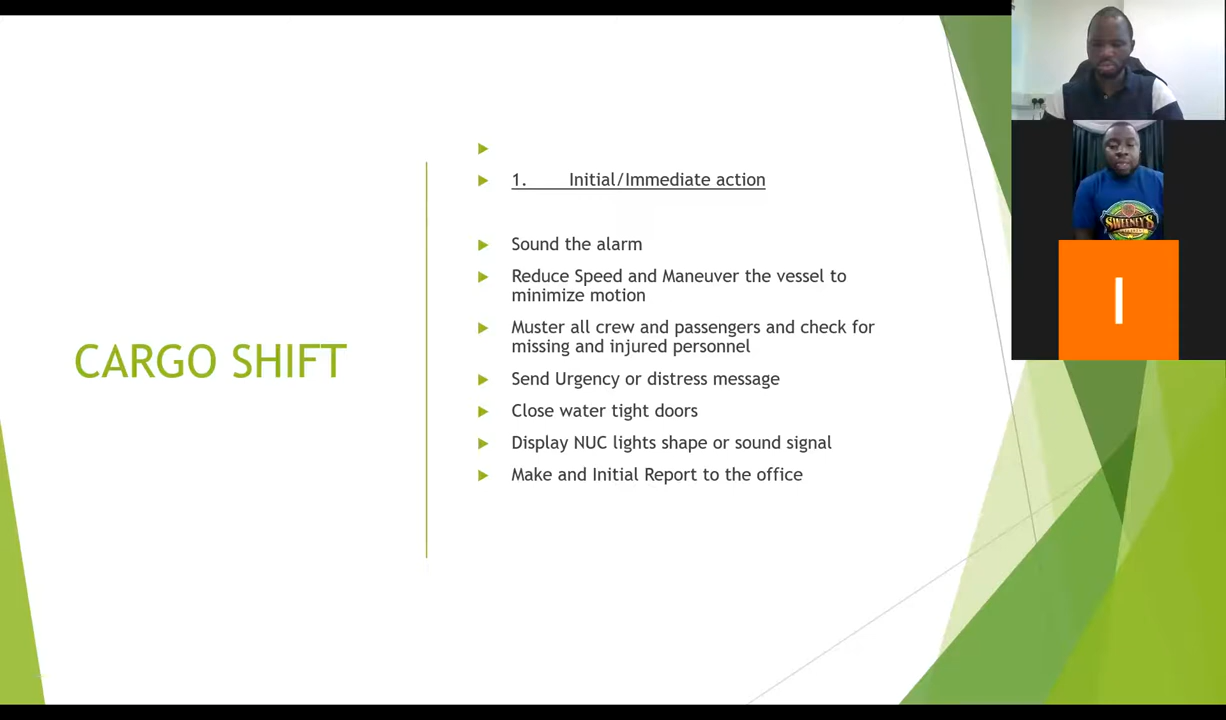 CARGO SHIFT
1. Initial/Immediate action
Sound the alarm
Reduce Speed and Maneuver the vessel to
minimize motion
Muster all crew and passengers and check for
missing and injured personnel
Send Urgency or distress message
Close water tight doors
Display NUC lights shape or sound signal
Make and Initial Report to the office
SWEENEY'S
I